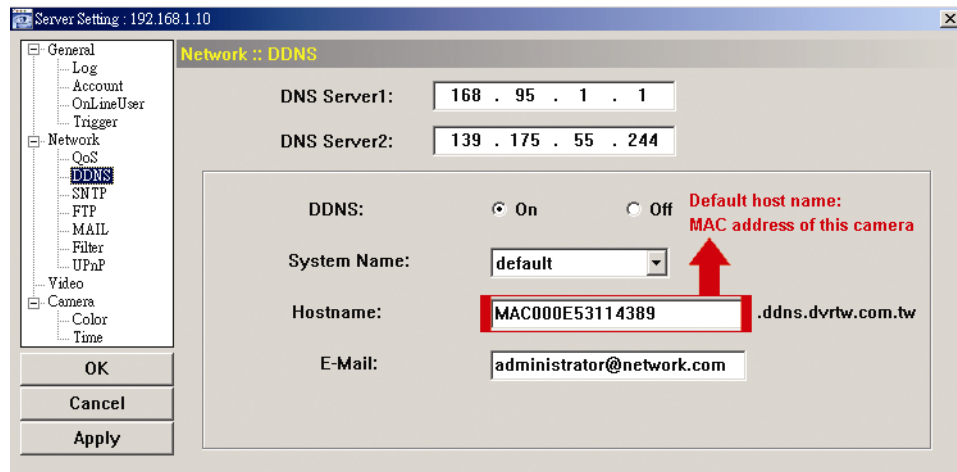 Server Setting : 192.168.1.10
General
Log
Account
OnLineUser
Trigger
Network
QoS
DDNS
SNTP
FTP
MAIL
Filter
UPnP
Video
Camera
Color
Time
OK
Cancel
Apply
Network :: DDNS
DNS Server1: 168 . 95 . 1 . 1
DNS Server2: 139 . 175 . 55 . 244
DDNS: On Off
Default host name:
MAC address of this camera
System Name: default
Hostname: MAC000E53114389 .ddns.dvrtw.com.tw
E-Mail: administrator@network.com